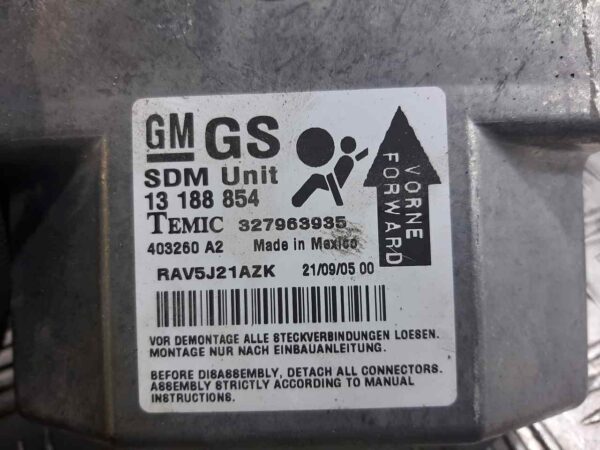 GM GS
SDM Unit
13 188 854
TEMIC 327963935
403260 A2 Made in Mexico
RAV5J21AZK 21/09/05 00
VORNE
FORWARD
VOR DEMONTAGE ALLE STECKVERBINDUNGEN LOESEN.
MONTAGE NUR NACH EINBAUANLEITUNG.
BEFORE DISASSEMBLY, DETACH ALL CONNECTORS.
ASSEMBLY STRICTLY ACCORDING TO MANUAL
INSTRUCTIONS.